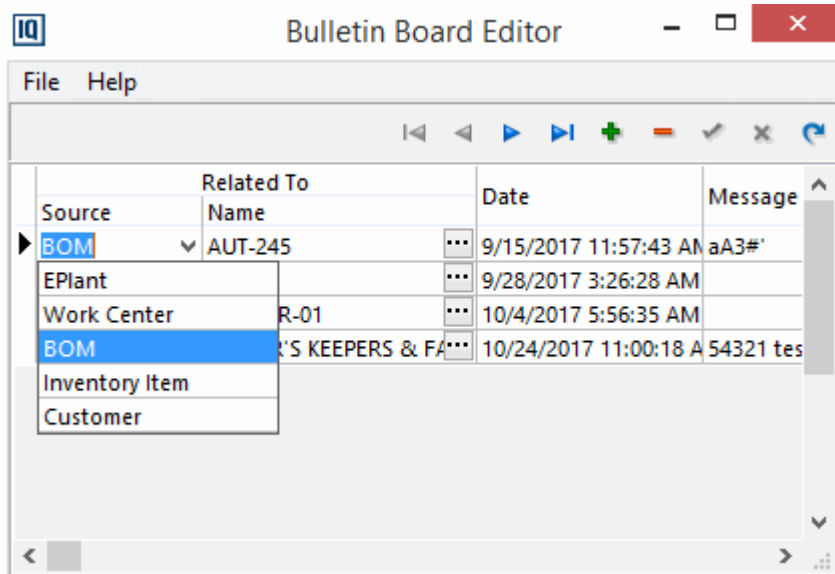 IQ Bulletin Board Editor
File Help
Related To
Source Name Date Message
BOM AUT-245 ... 9/15/2017 11:57:43 AM aA3#'
EPlant ... 9/28/2017 3:26:28 AM
Work Center R-01 ... 10/4/2017 5:56:35 AM
BOM 'S KEEPERS & FA ... 10/24/2017 11:00:18 A 54321 tes
Inventory Item
Customer